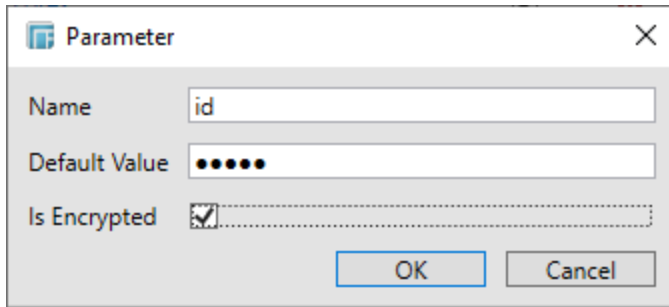 Parameter
Name id
Default Value ●●●●●
Is Encrypted
OK Cancel